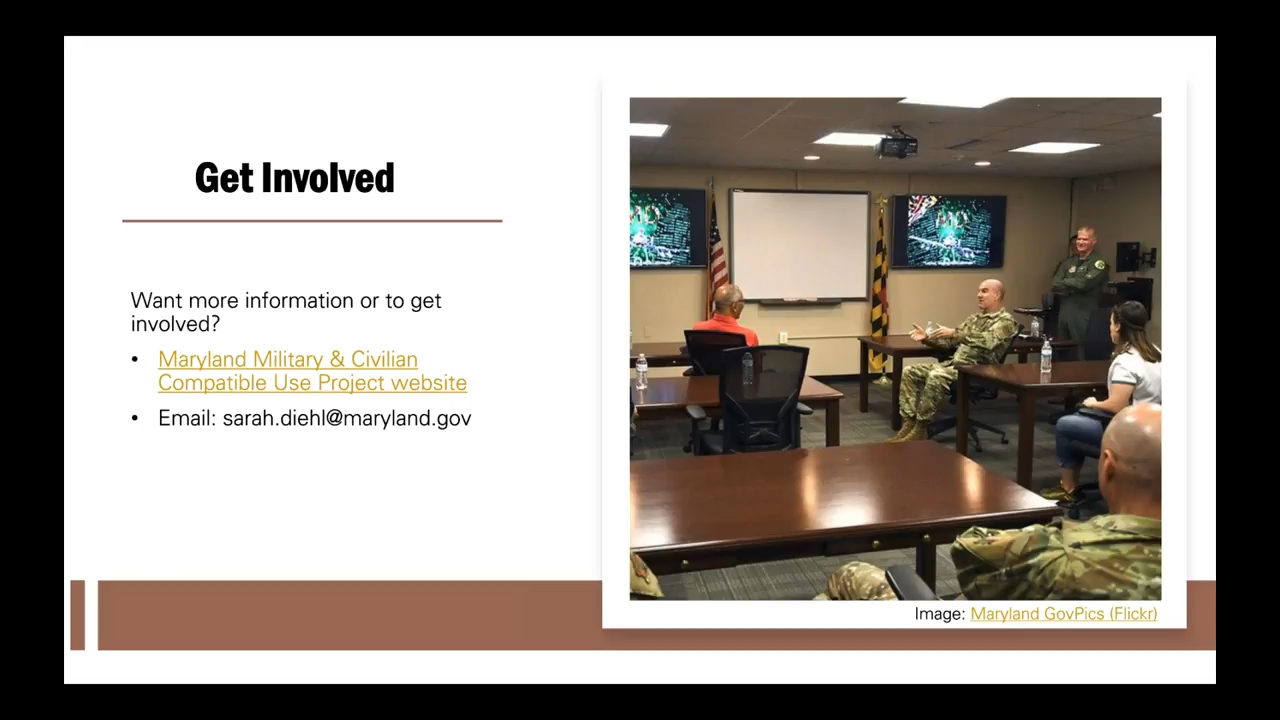 Get Involved
Want more information or to get
involved?
• Maryland Military & Civilian
Compatible Use Project website
• Email: sarah.diehl@maryland.gov
Image: Maryland GovPics (Flickr)